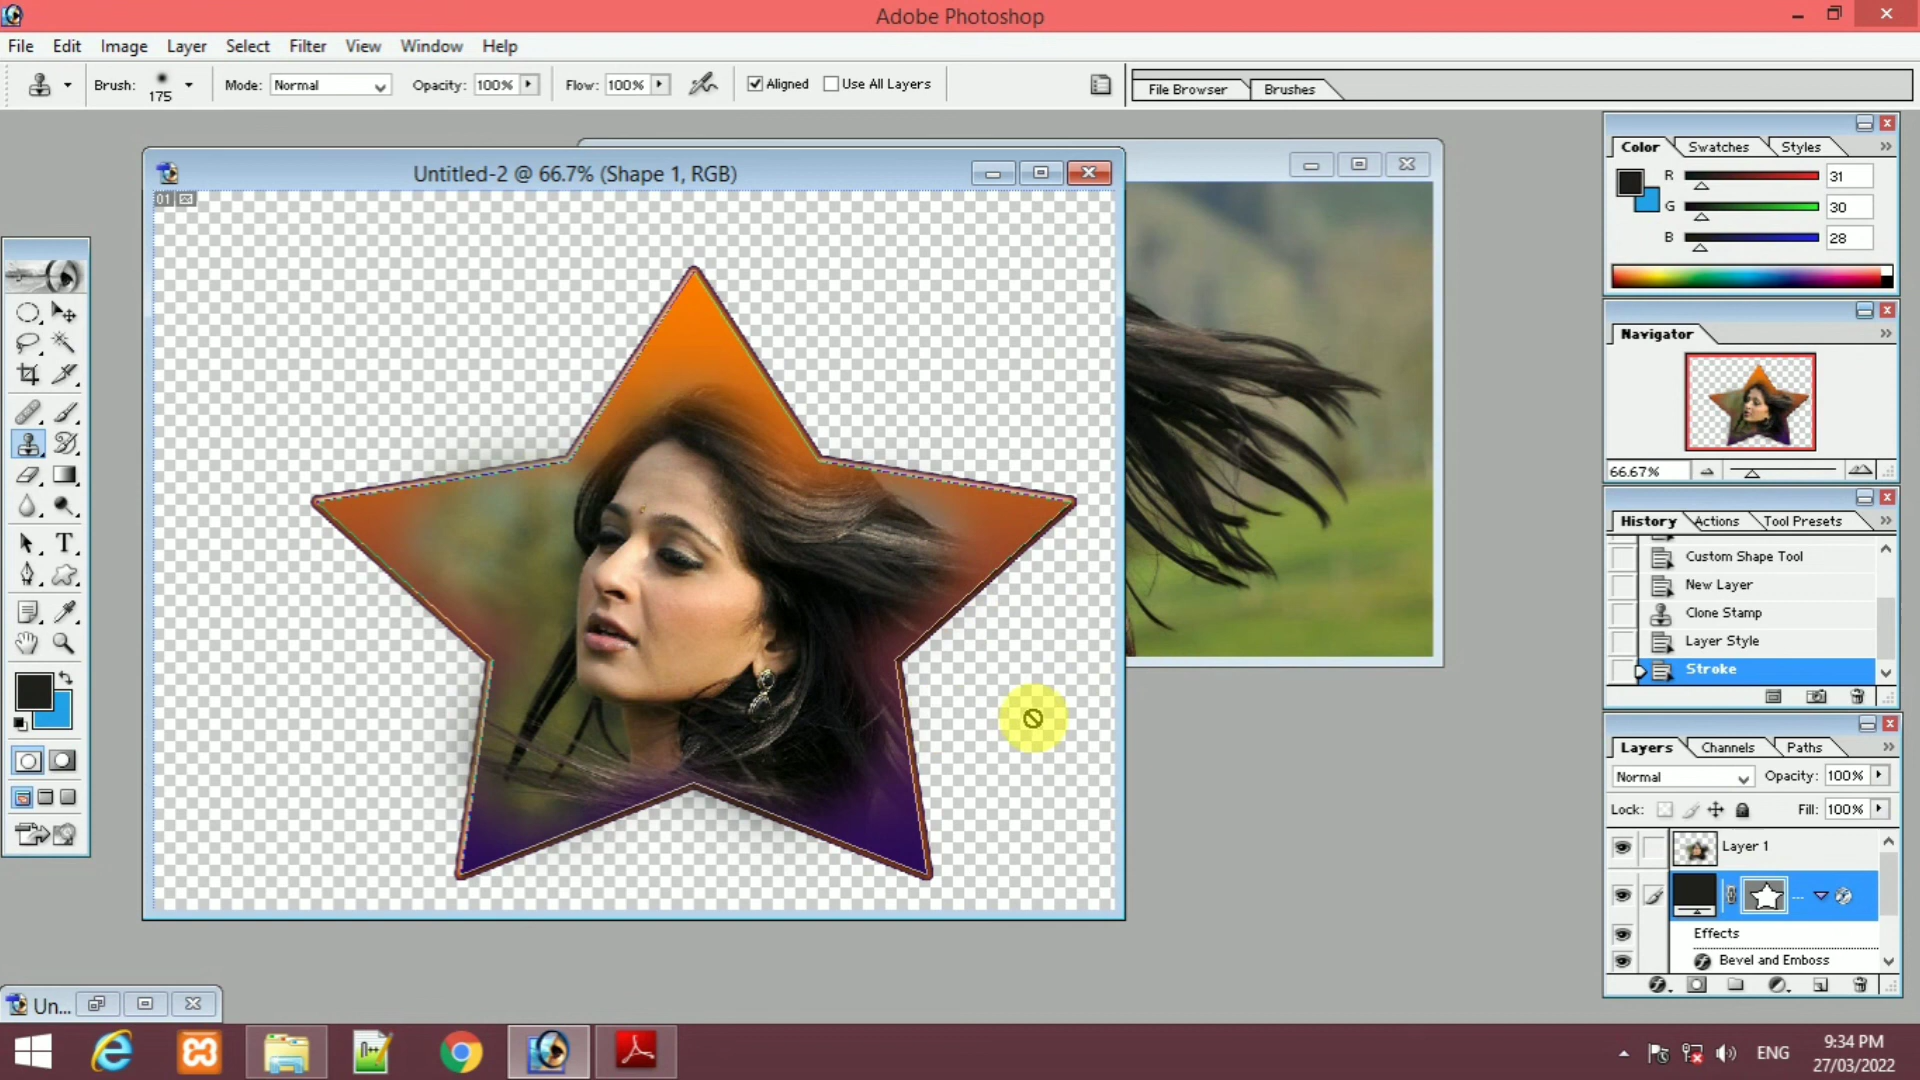 Adobe Photoshop
File Edit Image Layer Select Filter View Window Help
Brush: 175 Mode: Normal Opacity: 100% Flow: 100% Aligned Use All Layers File Browser Brushes
Untitled-2 @ 66.7% (Shape 1, RGB)
01
Color Swatches Styles
R 31
G 30
B 28
Navigator
66.67%
History Actions Tool Presets
Custom Shape Tool
New Layer
Clone Stamp
Layer Style
Stroke
Layers Channels Paths
Normal Opacity: 100%
Lock: Fill: 100%
Layer 1
...
Effects
Bevel and Emboss
T
Un...
N++
ENG
9:34 PM
27/03/2022